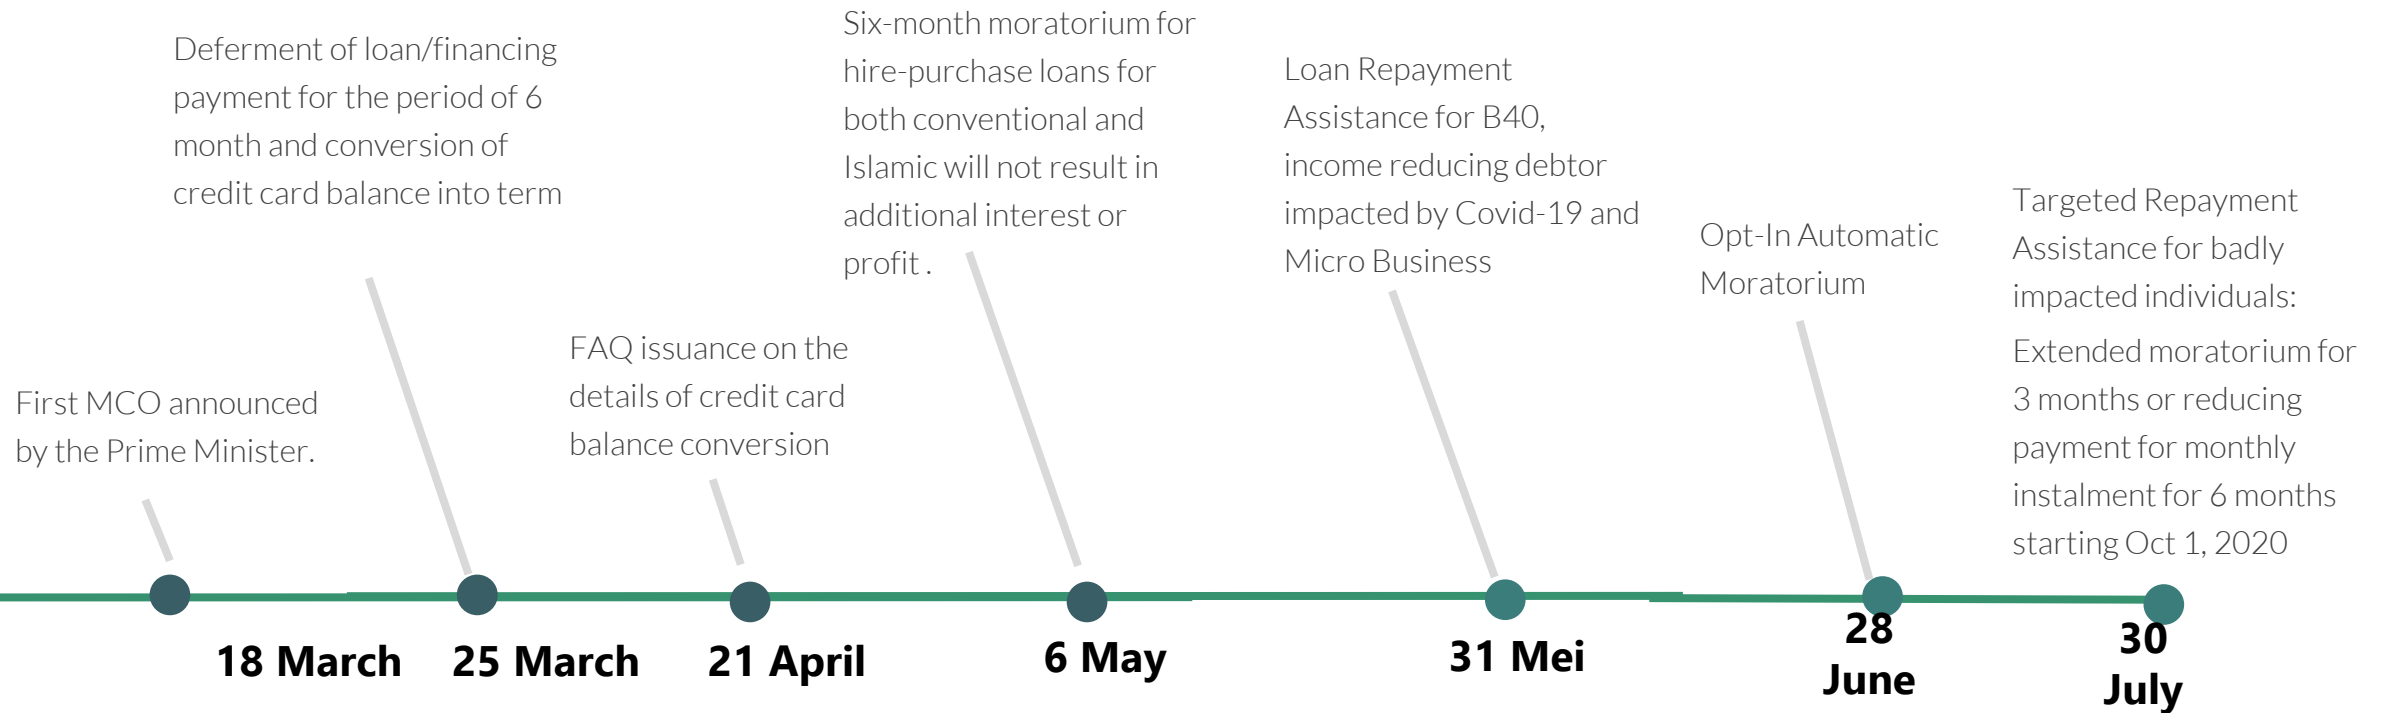 First MCO announced
by the Prime Minister.
18 March
Deferment of loan/financing
payment for the period of 6
month and conversion of
credit card balance into term
25 March
FAQ issuance on the
details of credit card
balance conversion
21 April
Six-month moratorium for
hire-purchase loans for
both conventional and
Islamic will not result in
additional interest or
profit .
6 May
Loan Repayment
Assistance for B40,
income reducing debtor
impacted by Covid-19 and
Micro Business
31 Mei
Opt-In Automatic
Moratorium
28
June
Targeted Repayment
Assistance for badly
impacted individuals:
Extended moratorium for
3 months or reducing
payment for monthly
instalment for 6 months
starting Oct 1, 2020
30
July